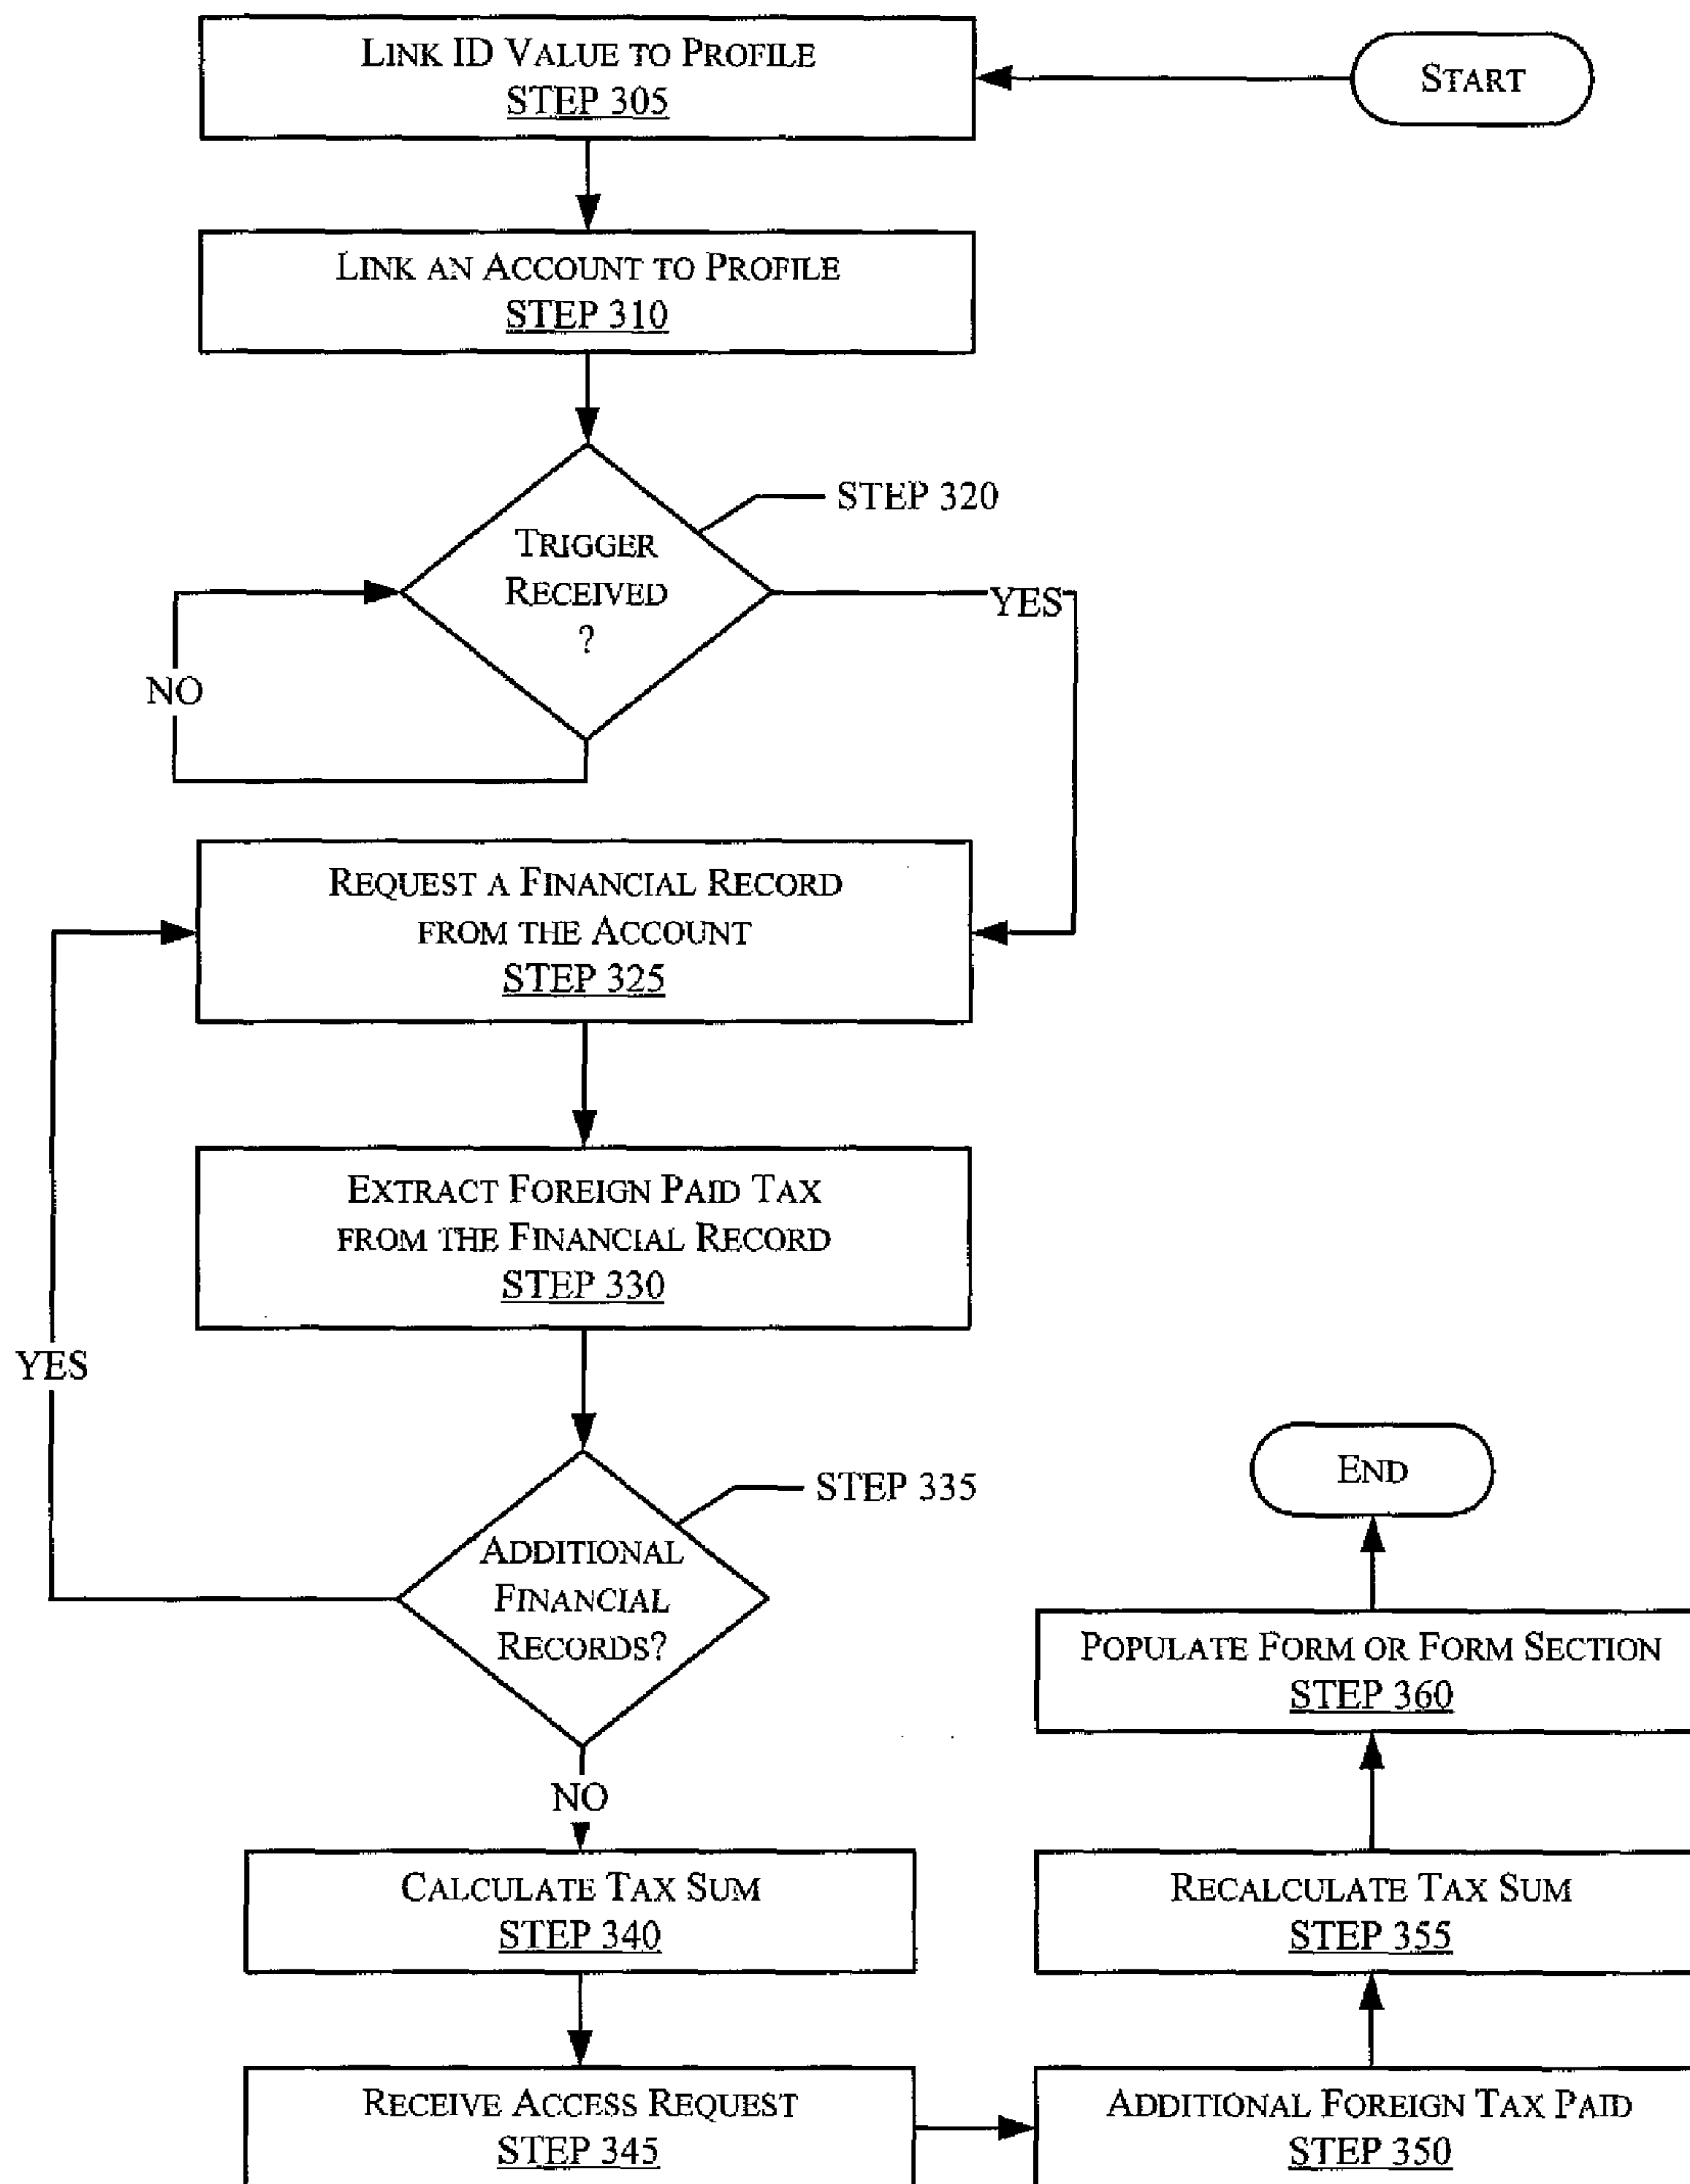 START
LINK ID VALUE TO PROFILE
STEP 305
LINK AN ACCOUNT TO PROFILE
STEP 310
STEP 320
TRIGGER
RECEIVED
?
YES
NO
REQUEST A FINANCIAL RECORD
FROM THE ACCOUNT
STEP 325
EXTRACT FOREIGN PAID TAX
FROM THE FINANCIAL RECORD
STEP 330
YES
STEP 335
ADDITIONAL
FINANCIAL
RECORDS?
NO
CALCULATE TAX SUM
STEP 340
RECEIVE ACCESS REQUEST
STEP 345
ADDITIONAL FOREIGN TAX PAID
STEP 350
RECALCULATE TAX SUM
STEP 355
POPULATE FORM OR FORM SECTION
STEP 360
END